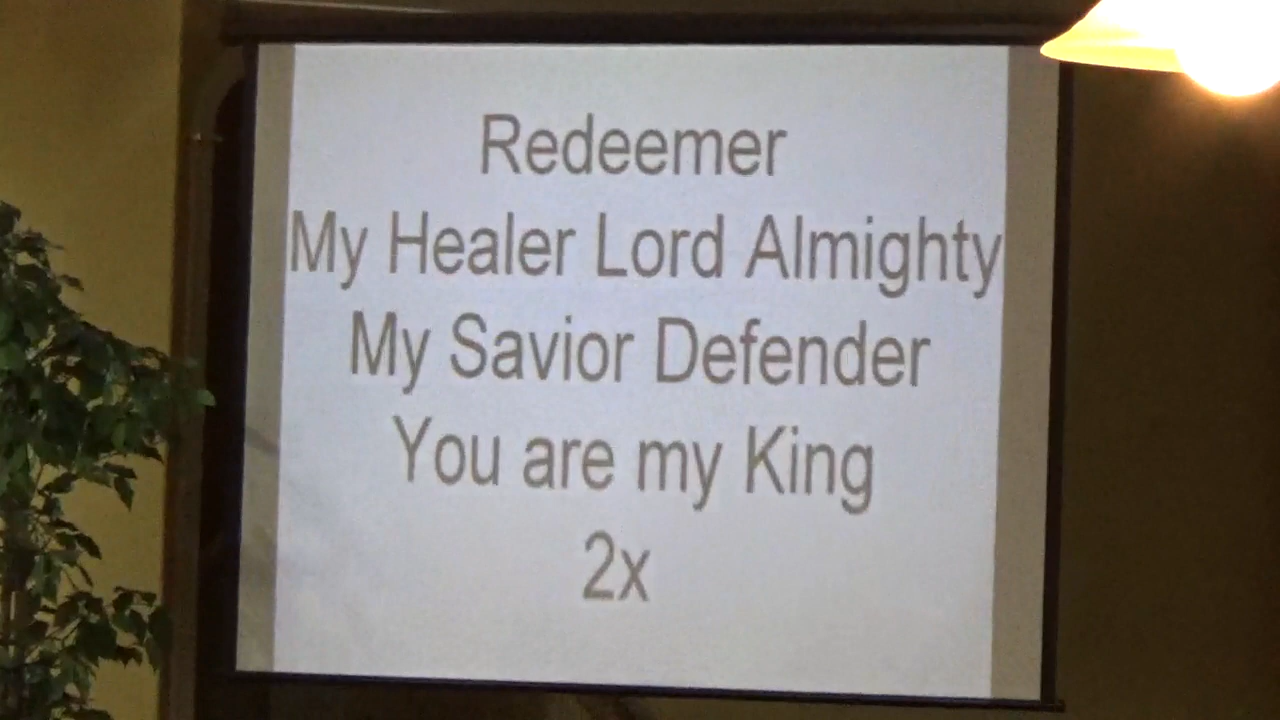 Redeemer
My Healer Lord Almighty
My Savior Defender
You are my King
2x